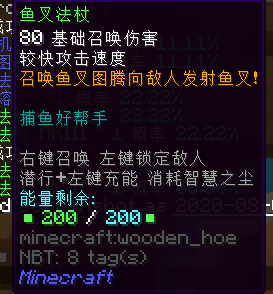 鱼叉法杖
80 基础召唤伤害
较快攻击速度
召唤鱼叉图腾向敌人发射鱼叉!
捕鱼好帮手
右键召唤 左键锁定敌人
潜行+左键充能 消耗智慧之尘
能量剩余:
■ 200 / 200■
minecraft:wooden_hoe
NBT: 8 tag(s)
Minecraft